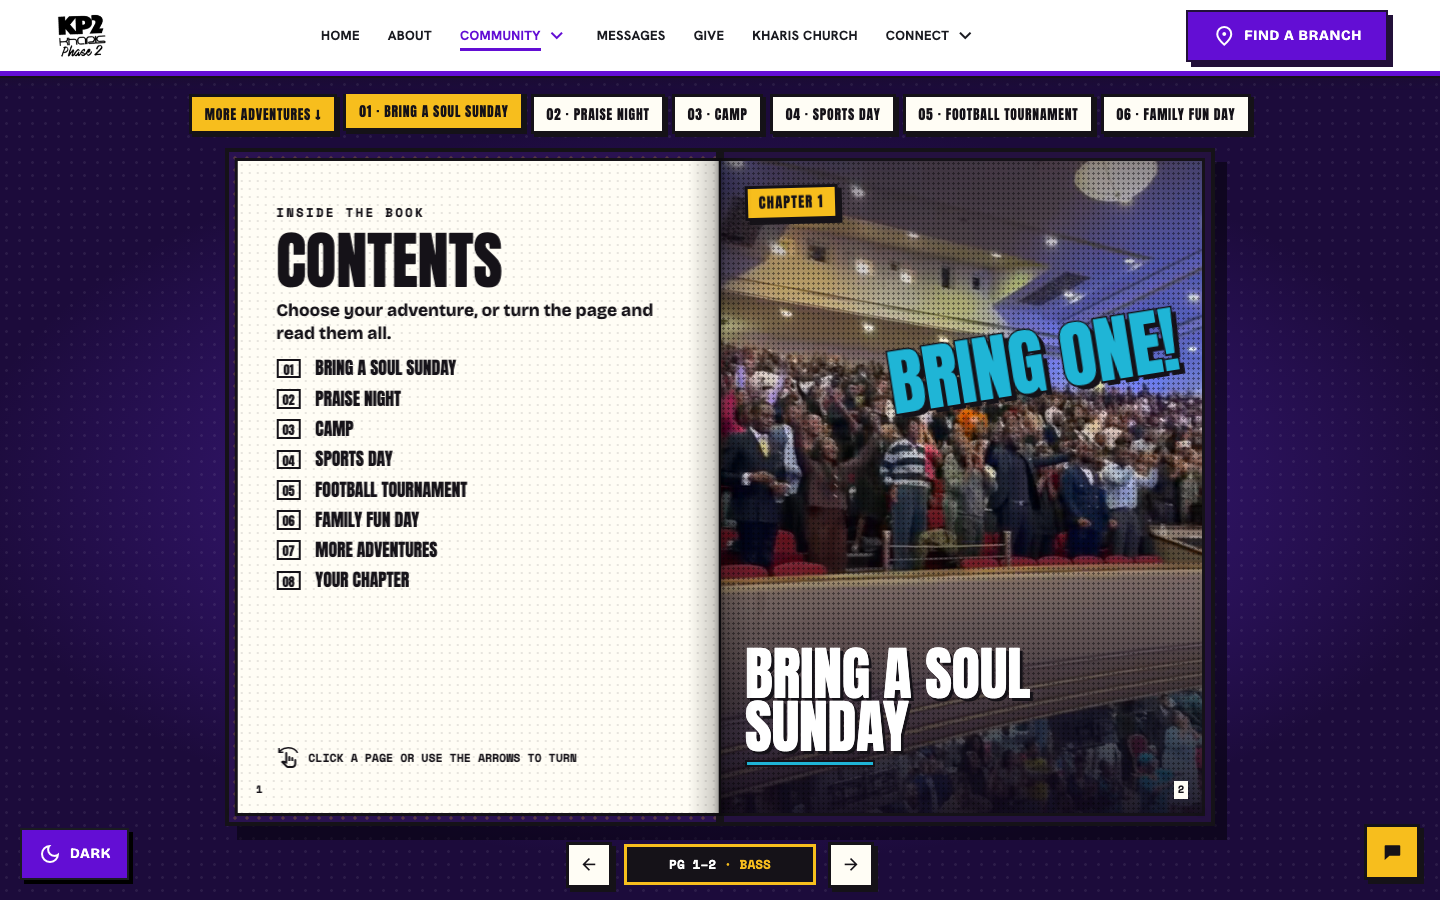 KP2
KHARIS
Phase 2
HOME
ABOUT
COMMUNITY
MESSAGES
GIVE
KHARIS CHURCH
CONNECT
FIND A BRANCH
MORE ADVENTURES ↓
01 · BRING A SOUL SUNDAY
02 · PRAISE NIGHT
03 · CAMP
04 · SPORTS DAY
05 · FOOTBALL TOURNAMENT
06 · FAMILY FUN DAY
INSIDE THE BOOK
CONTENTS
Choose your adventure, or turn the page and
read them all.
01 BRING A SOUL SUNDAY
02 PRAISE NIGHT
03 CAMP
04 SPORTS DAY
05 FOOTBALL TOURNAMENT
06 FAMILY FUN DAY
07 MORE ADVENTURES
08 YOUR CHAPTER
CLICK A PAGE OR USE THE ARROWS TO TURN
1
CHAPTER 1
BRING ONE!
BRING A SOUL
SUNDAY
2
DARK
PG 1–2 · BASS